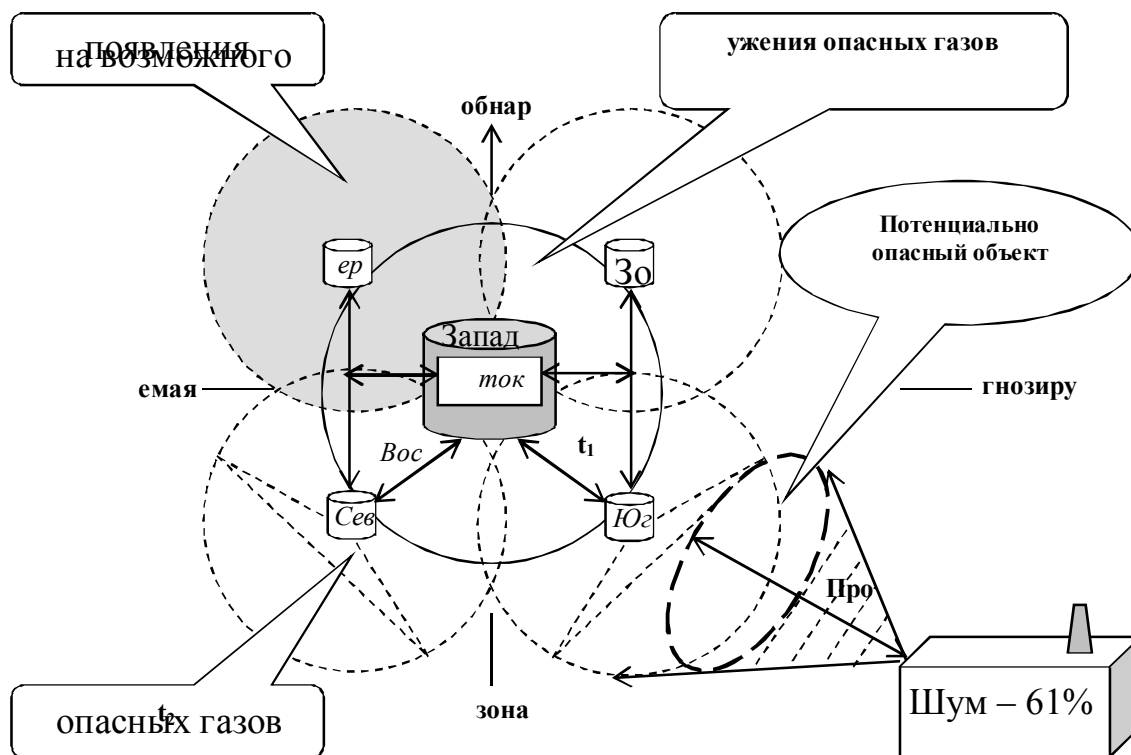 появления
на возможного
ужения опасных газов
обнар
Потенциально
опасный объект
ер
Зо
Запад
ток
емая
гнозиру
Вос
t₁
Сев
Юг
Про
t₂
опасных газов
зона
Шум – 61%